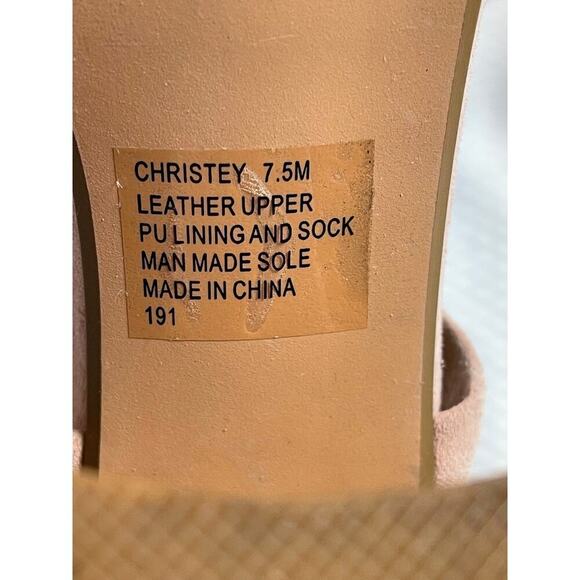 CHRISTEY 7.5M
LEATHER UPPER
PU LINING AND SOCK
MAN MADE SOLE
MADE IN CHINA
191